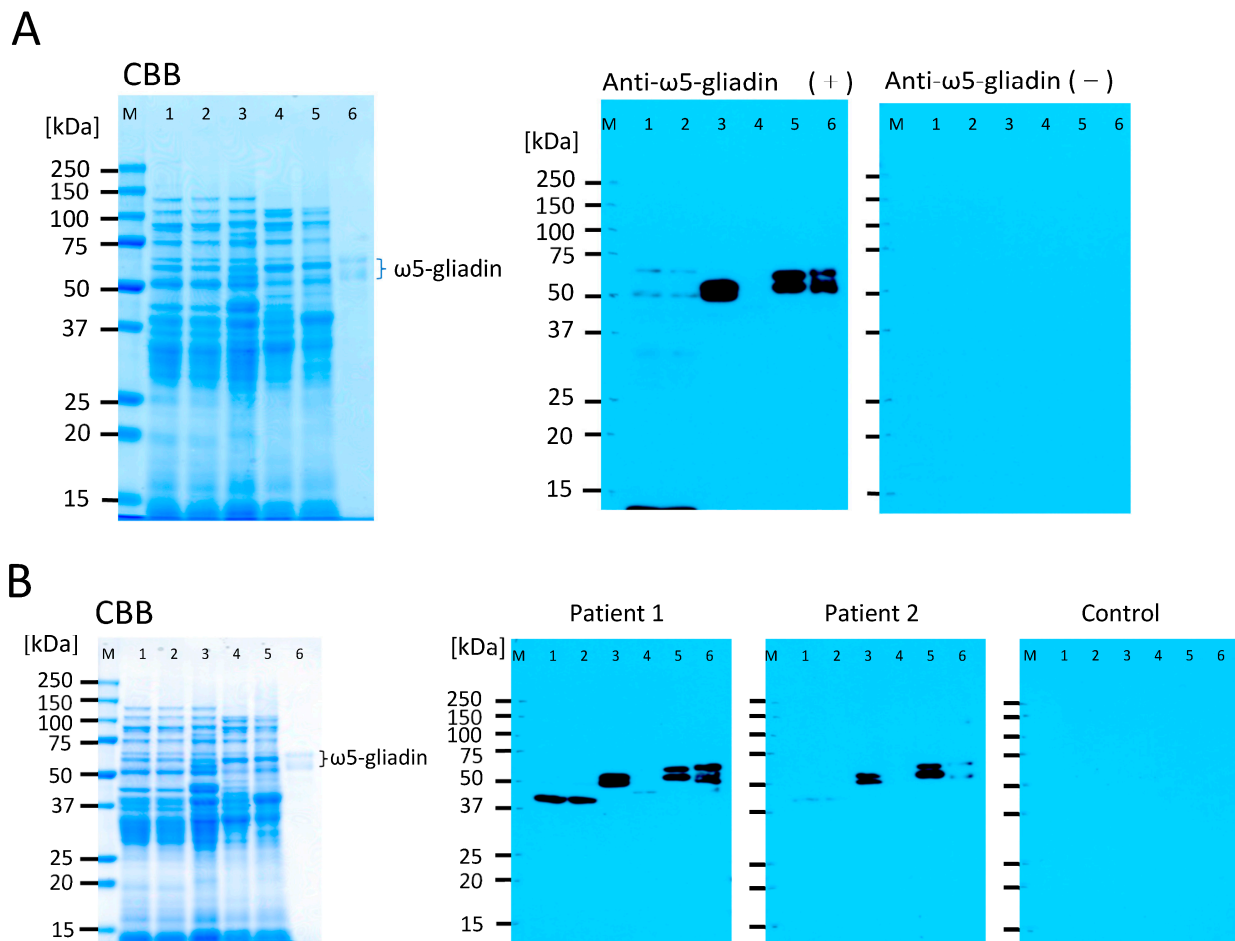 A
CBB
[kDa]
M 1 2 3 4 5 6
250
150
100
75
50
37
25
20
15
ω5-gliadin
Anti-ω5-gliadin ( + )
[kDa]
M 1 2 3 4 5 6
250
150
100
75
50
37
25
20
15
Anti-ω5-gliadin ( − )
M 1 2 3 4 5 6
B
CBB
[kDa]
M 1 2 3 4 5 6
250
150
100
75
50
37
25
20
15
ω5-gliadin
Patient 1
[kDa]
M 1 2 3 4 5 6
250
150
100
75
50
37
25
20
15
Patient 2
M 1 2 3 4 5 6
Control
M 1 2 3 4 5 6